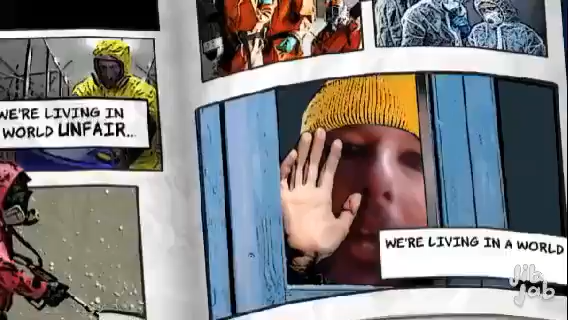 WE'RE LIVING IN
WORLD UNFAIR...
WE'RE LIVING IN A WORLD
jib
jab